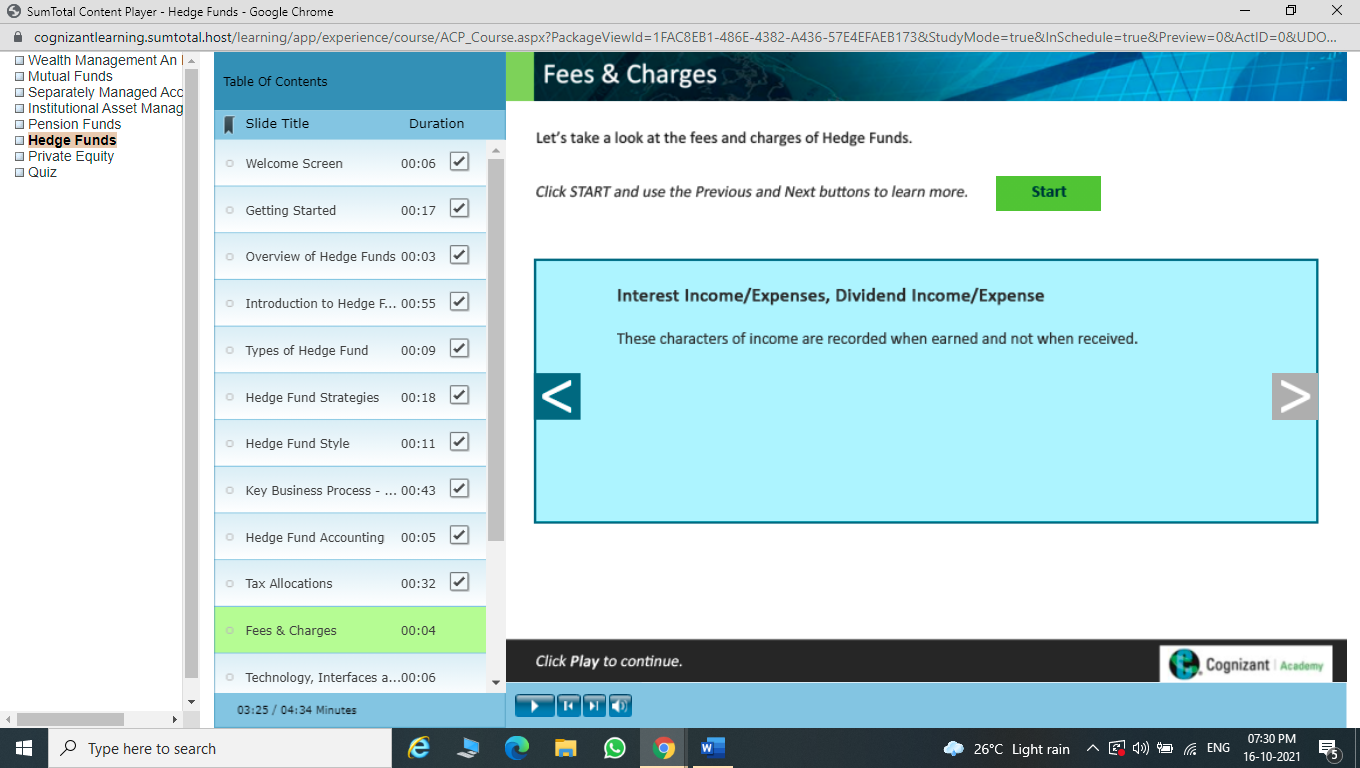 SumTotal Content Player - Hedge Funds - Google Chrome
cognizantlearning.sumtotal.host/learning/app/experience/course/ACP_Course.aspx?PackageViewId=1FAC8EB1-486E-4382-A436-57E4EFAEB173&StudyMode=true&InSchedule=true&Preview=0&ActID=0&UDO...
Wealth Management An
Mutual Funds
Separately Managed Acc
Institutional Asset Manag
Pension Funds
Hedge Funds
Private Equity
Quiz
Table Of Contents
Slide Title Duration
Welcome Screen 00:06
Getting Started 00:17
Overview of Hedge Funds 00:03
Introduction to Hedge F... 00:55
Types of Hedge Fund 00:09
Hedge Fund Strategies 00:18
Hedge Fund Style 00:11
Key Business Process - ... 00:43
Hedge Fund Accounting 00:05
Tax Allocations 00:32
Fees & Charges 00:04
Technology, Interfaces a...00:06
03:25 / 04:34 Minutes
Fees & Charges
Let's take a look at the fees and charges of Hedge Funds.
Click START and use the Previous and Next buttons to learn more.
Start
Interest Income/Expenses, Dividend Income/Expense
These characters of income are recorded when earned and not when received.
< >
Click Play to continue.
Cognizant | Academy
Type here to search
26°C Light rain
ENG
07:30 PM
16-10-2021
5